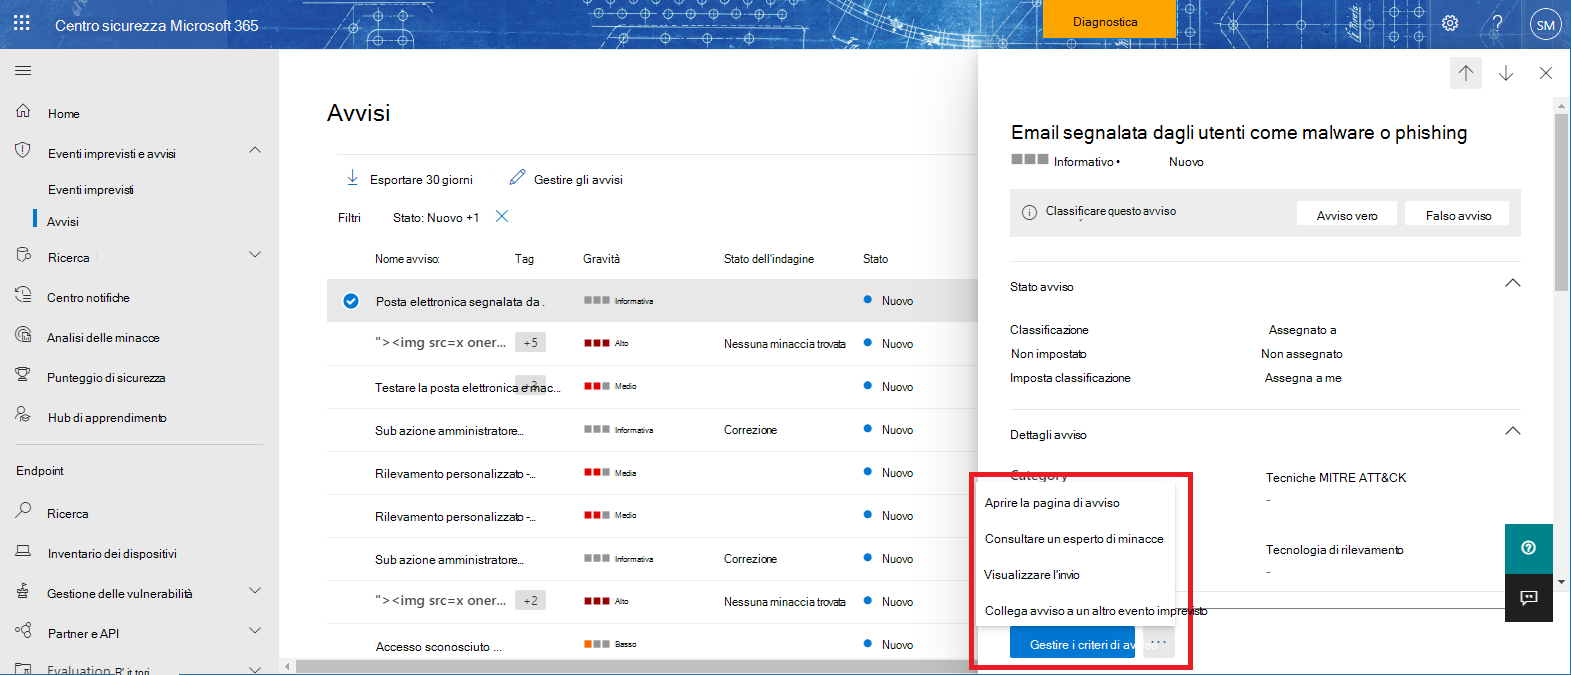 Centro sicurezza Microsoft 365
Diagnostica
SM
Home
Eventi imprevisti e avvisi
Eventi imprevisti
Avvisi
Ricerca
Centro notifiche
Analisi delle minacce
Punteggio di sicurezza
Hub di apprendimento
Endpoint
Ricerca
Inventario dei dispositivi
Gestione delle vulnerabilità
Partner e API
Evaluation
Avvisi
Esportare 30 giorni
Gestire gli avvisi
Filtri
Stato: Nuovo +1
Nome avviso: Tag Gravità Stato dell'indagine Stato
Posta elettronica segnalata da . Informativa Nuovo
"><img src=x oner... +5 Alto Nessuna minaccia trovata Nuovo
Testare la posta elettronica e mac... Medio Nuovo
Sub azione amministratore... Informativa Correzione Nuovo
Rilevamento personalizzato -... Media Nuovo
Rilevamento personalizzato -... Medio Nuovo
Sub azione amministratore... Informativa Correzione Nuovo
"><img src=x oner... +2 Alto Nessuna minaccia trovata Nuovo
Accesso sconosciuto ... Basso Nuovo
Email segnalata dagli utenti come malware o phishing
Informativo • Nuovo
Classificare questo avviso
Avviso vero
Falso avviso
Stato avviso
Classificazione Assegnato a
Non impostato Non assegnato
Imposta classificazione Assegna a me
Dettagli avviso
Category Tecniche MITRE ATT&CK
-
Tecnologia di rilevamento
-
Aprire la pagina di avviso
Consultare un esperto di minacce
Visualizzare l'invio
Collega avviso a un altro evento imprevisto
Gestire i criteri di avviso
...